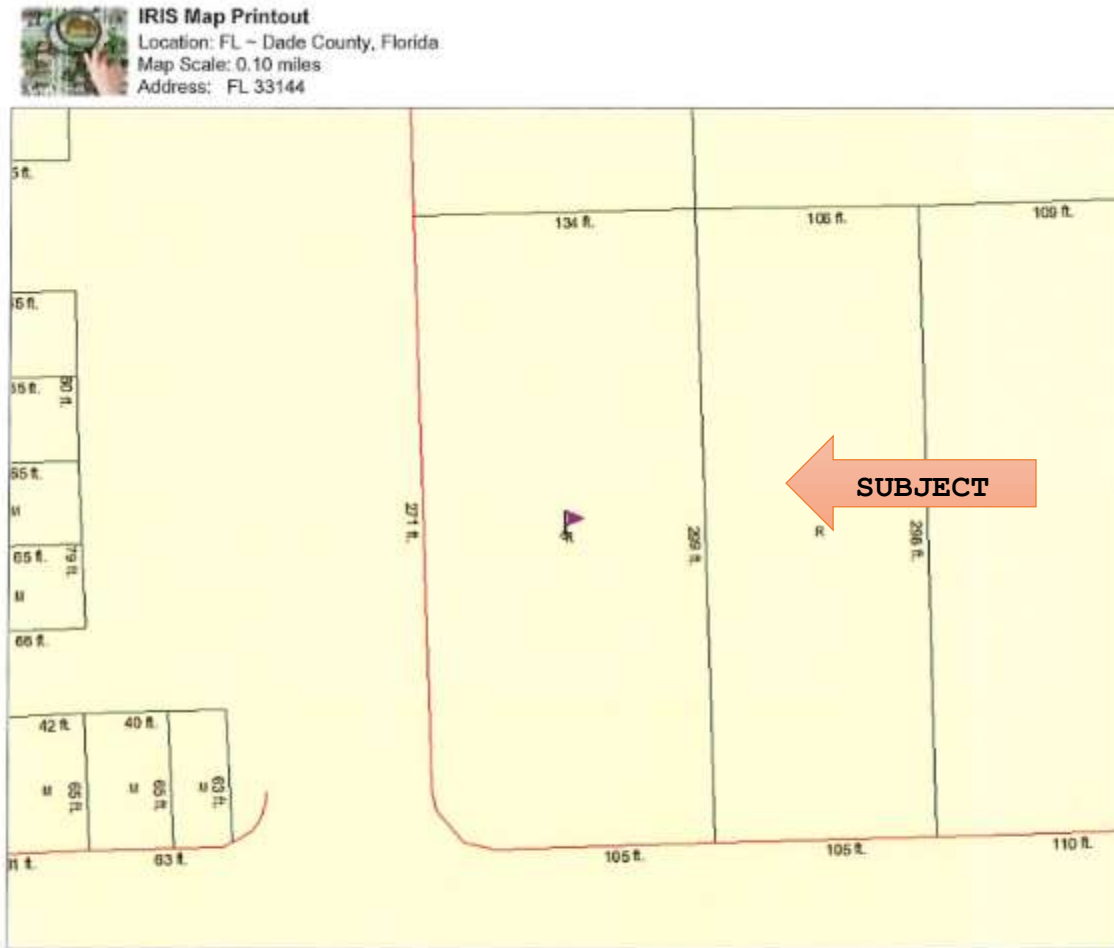 IRIS Map Printout
Location: FL ~ Dade County, Florida
Map Scale: 0.10 miles
Address: FL 33144
5 ft.
134 ft.
106 ft.
109 ft.
55 ft.
80 ft.
65 ft.
M
271 ft.
299 ft.
SUBJECT
R
R
298 ft.
65 ft.
79 ft.
M
66 ft.
42 ft.
40 ft.
M
65 ft.
M
65 ft.
M
63 ft.
63 ft.
105 ft.
105 ft.
110 ft.